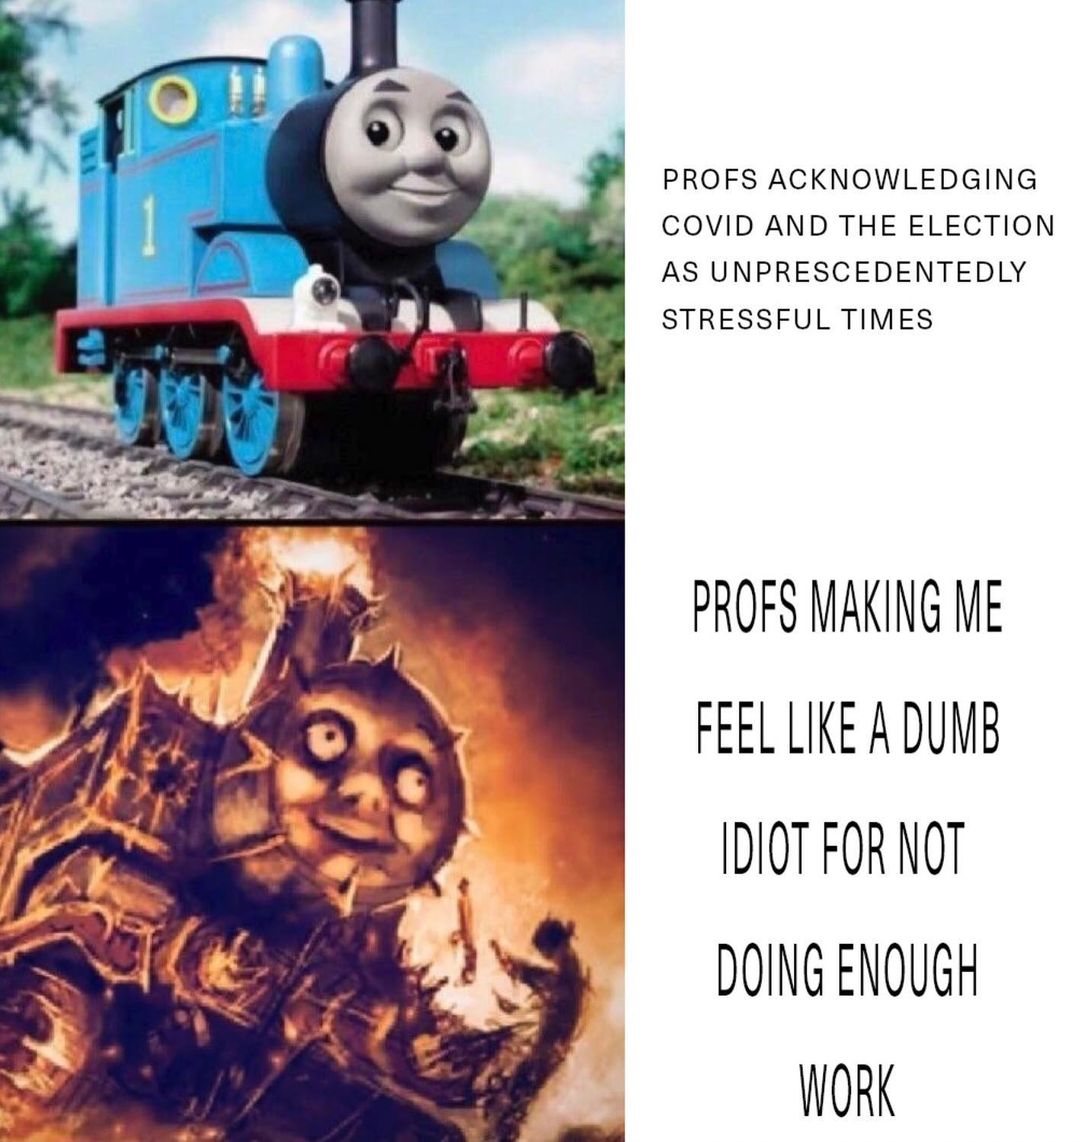 1
PROFS ACKNOWLEDGING
COVID AND THE ELECTION
AS UNPRESCEDENTEDLY
STRESSFUL TIMES
PROFS MAKING ME
FEEL LIKE A DUMB
IDIOT FOR NOT
DOING ENOUGH
WORK